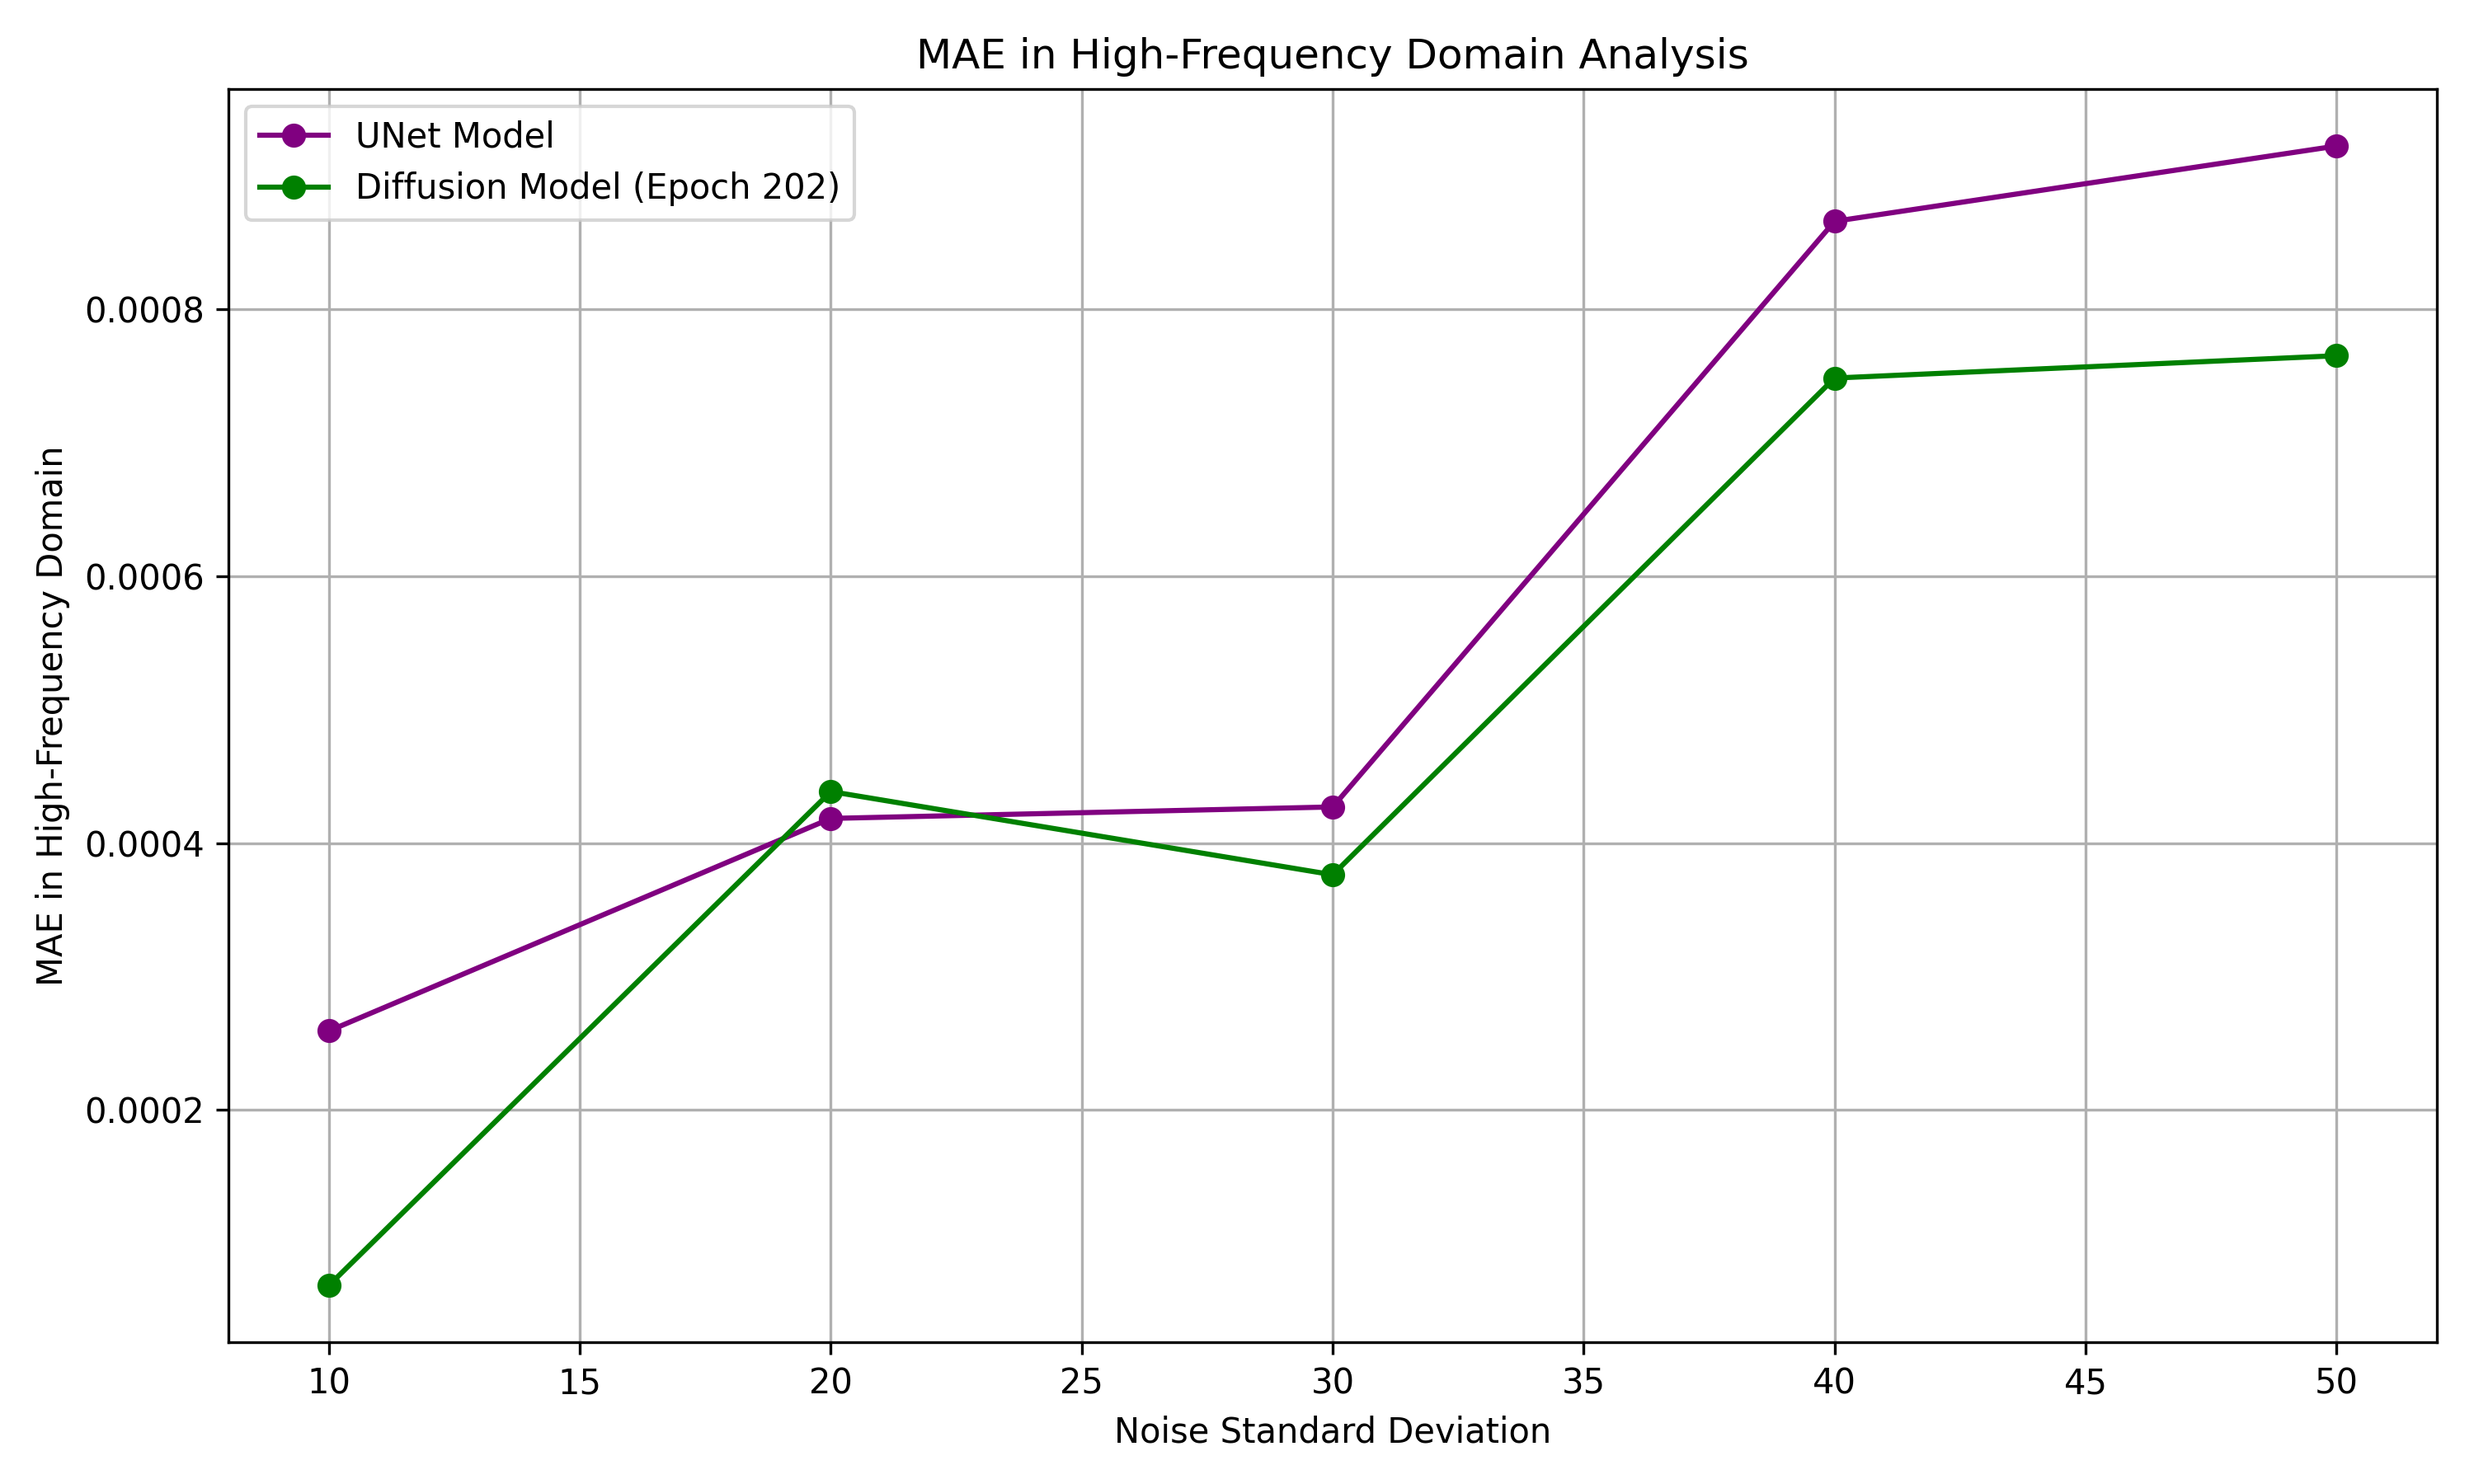 MAE in High-Frequency Domain Analysis
UNet Model
Diffusion Model (Epoch 202)
MAE in High-Frequency Domain
0.0008
0.0006
0.0004
0.0002
10 15 20 25 30 35 40 45 50
Noise Standard Deviation